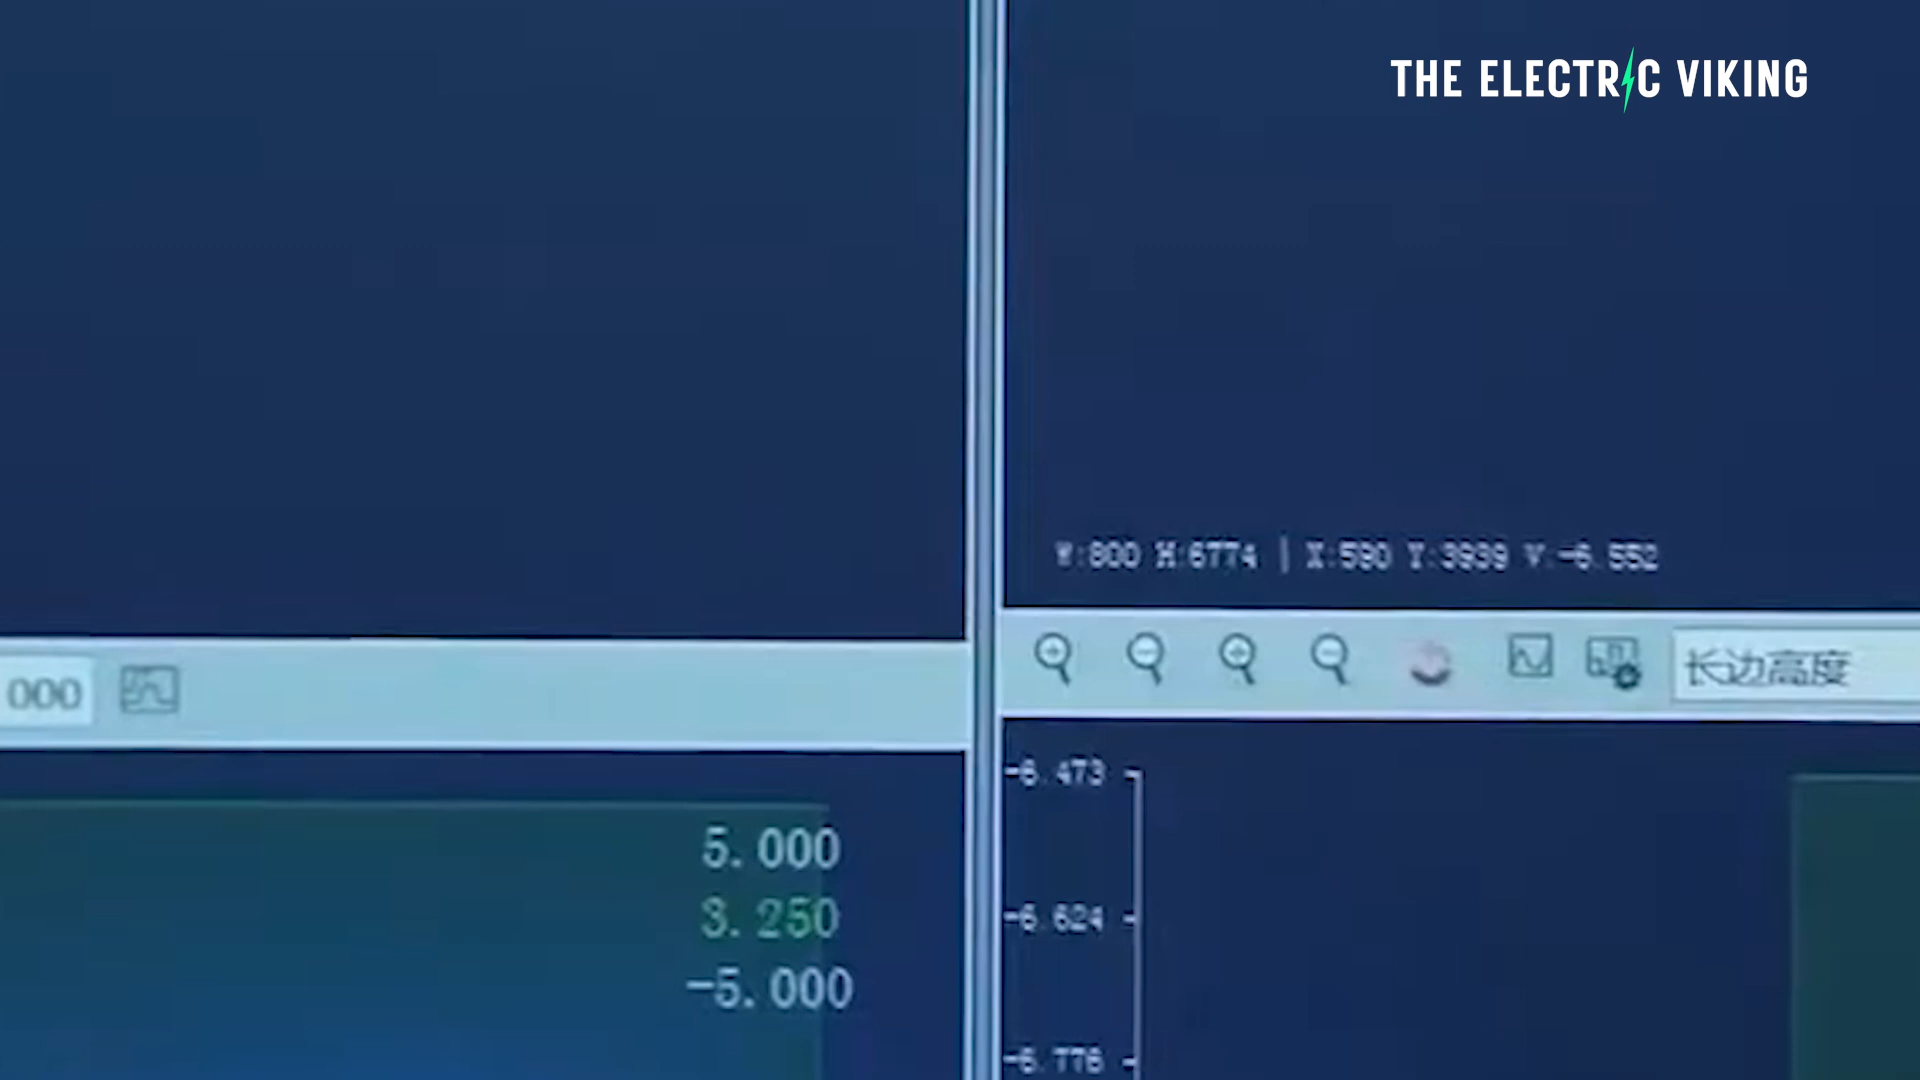 THE ELECTRIC VIKING
W:800 H:6774 | X:590 Y:3939 V:-6.552
000
长边高度
-6.473
5.000
3.250
-6.624
-5.000
-6.776